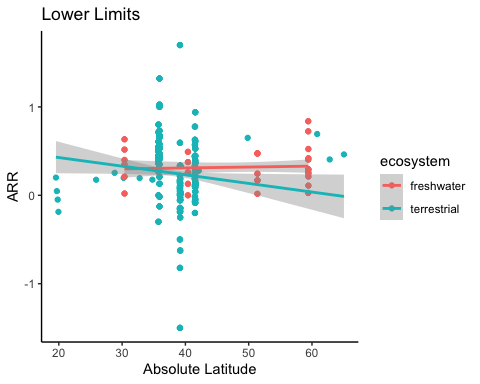 Lower Limits
ARR
1
0
-1
20 30 40 50 60
Absolute Latitude
ecosystem
freshwater
terrestrial